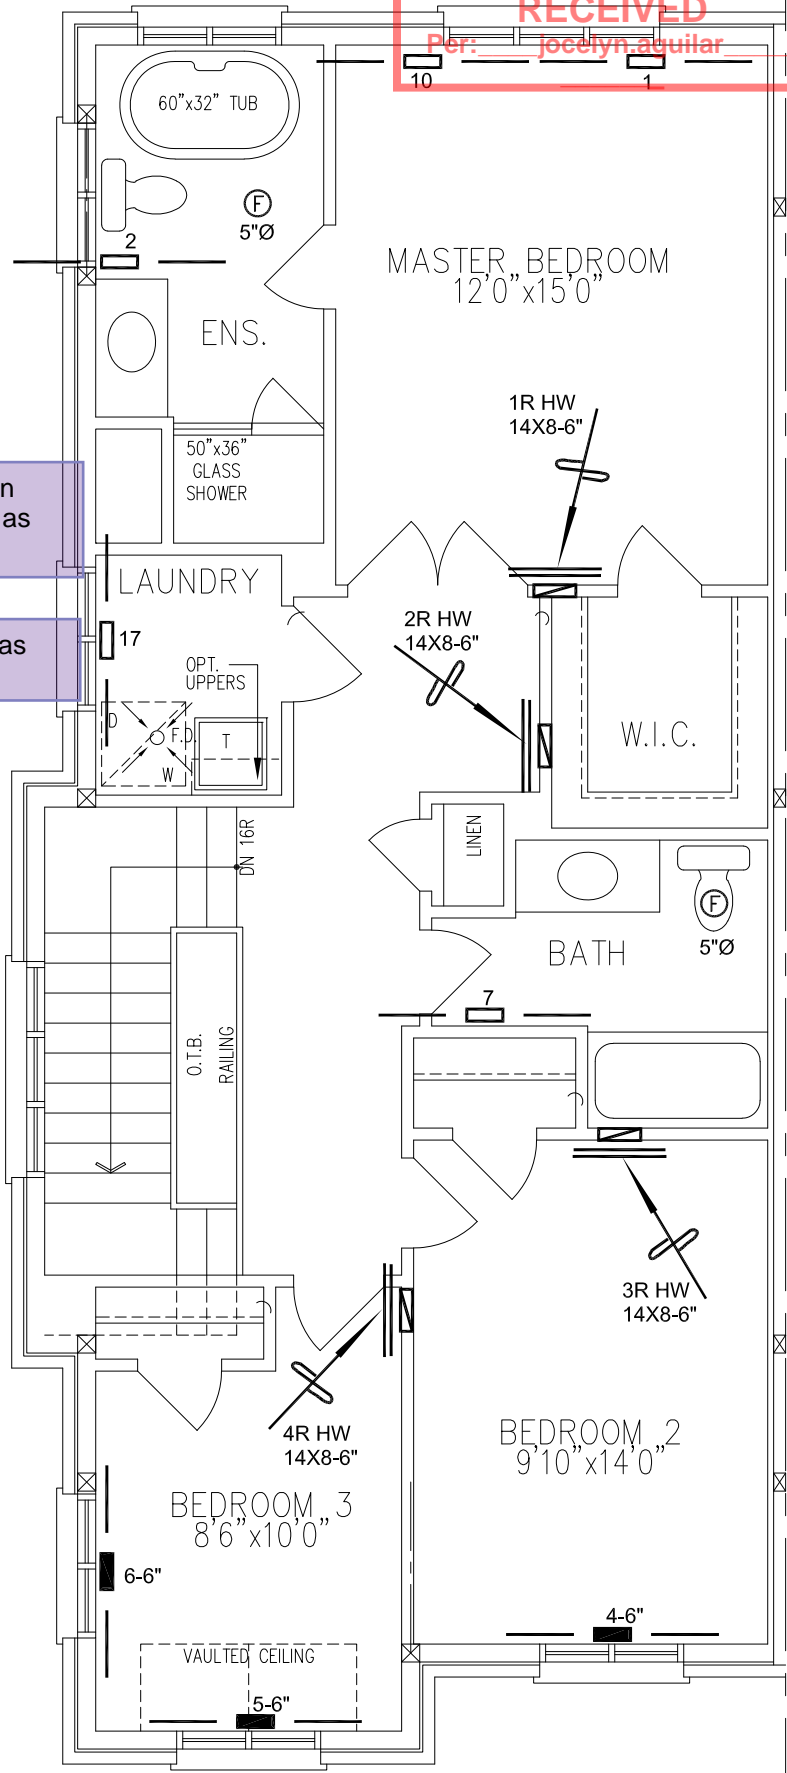 RECEIVED
Per: jocelyn.aguilar
10
1
60"x32" TUB
F
5"Ø
2
MASTER BEDROOM
12'0"x15'0"
ENS.
1R HW
14X8-6"
50"x36"
GLASS
SHOWER
n
as
LAUNDRY
2R HW
14X8-6"
17
as
OPT.
UPPERS
D
F.D.
T
W
W.I.C.
DN 16R
LINEN
F
5"Ø
BATH
7
O.T.B.
RAILING
3R HW
14X8-6"
4R HW
14X8-6"
BEDROOM 2
9'10"x14'0"
BEDROOM 3
8'6"x10'0"
6-6"
4-6"
VAULTED CEILING
5-6"